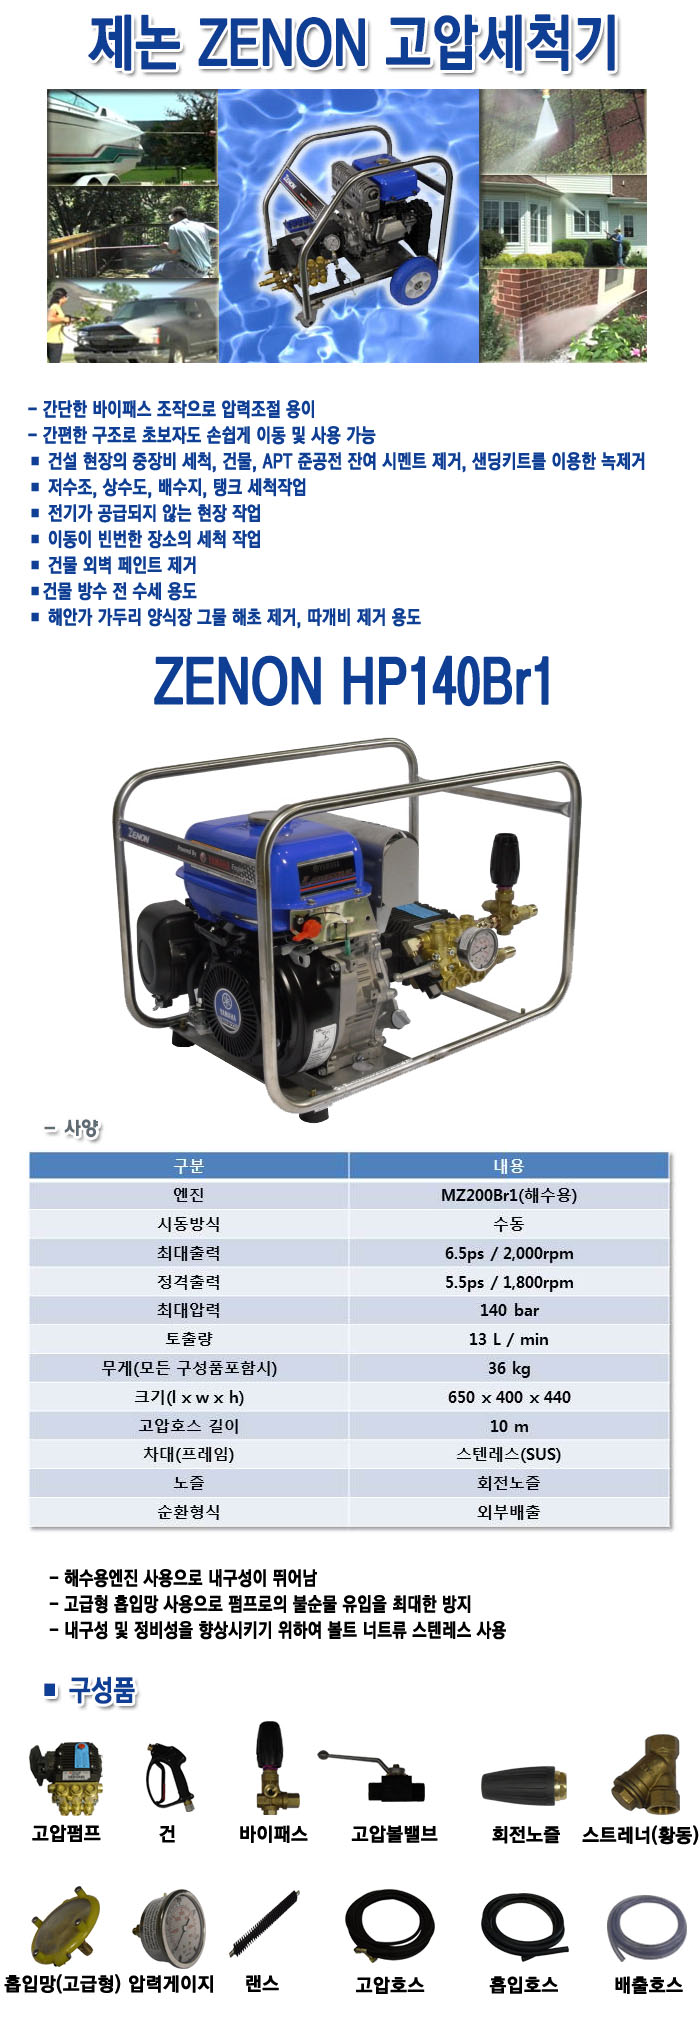 제논 ZENON 고압세척기
ZENON
- 간단한 바이패스 조작으로 압력조절 용이
- 간편한 구조로 초보자도 손쉽게 이동 및 사용 가능
■ 건설 현장의 중장비 세척, 건물, APT 준공전 잔여 시멘트 제거, 샌딩키트를 이용한 녹제거
■ 저수조, 상수도, 배수지, 탱크 세척작업
■ 전기가 공급되지 않는 현장 작업
■ 이동이 빈번한 장소의 세척 작업
■ 건물 외벽 페인트 제거
■건물 방수 전 수세 용도
■ 해안가 가두리 양식장 그물 해초 제거, 따개비 제거 용도
ZENON HP140Br1
ZENON Powered By YAMAHA
YAMAHA
YAMAHA
- 사양
구분 내용
엔진 MZ200Br1(해수용)
시동방식 수동
최대출력 6.5ps / 2,000rpm
정격출력 5.5ps / 1,800rpm
최대압력 140 bar
토출량 13 L / min
무게(모든 구성품포함시) 36 kg
크기(l x w x h) 650 x 400 x 440
고압호스 길이 10 m
차대(프레임) 스텐레스(SUS)
노즐 회전노즐
순환형식 외부배출
- 해수용엔진 사용으로 내구성이 뛰어남
- 고급형 흡입망 사용으로 펌프로의 불순물 유입을 최대한 방지
- 내구성 및 정비성을 향상시키기 위하여 볼트 너트류 스텐레스 사용
■ 구성품
고압펌프 건 바이패스 고압볼밸브 회전노즐 스트레너(황동)
흡입망(고급형) 압력게이지 랜스 고압호스 흡입호스 배출호스